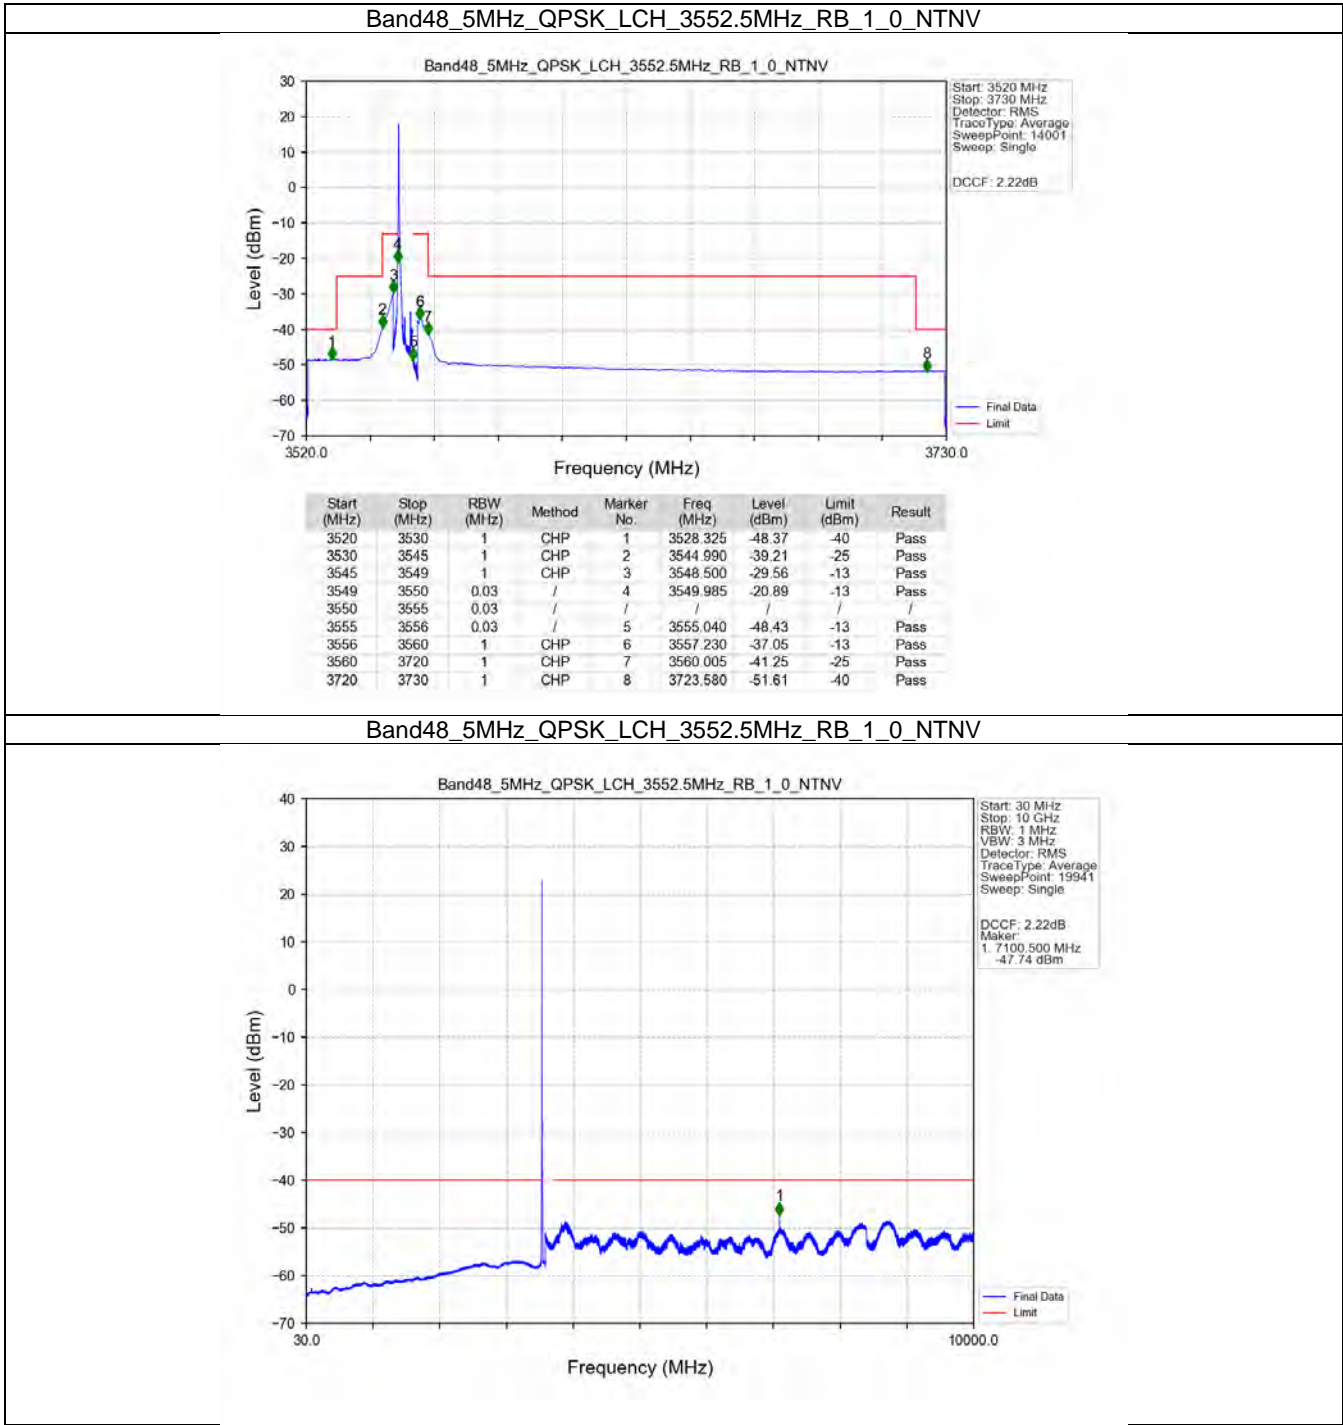 Band48_5MHz_QPSK_LCH_3552.5MHz_RB_1_0_NTNV
Band48_5MHz_QPSK_LCH_3552.5MHz_RB_1_0_NTNV
Start: 3520 MHz
Stop: 3730 MHz
Detector: RMS
TraceType: Average
SweepPoint: 14001
Sweep: Single
DCCF: 2.22dB
30
20
10
0
−10
−20
−30
−40
−50
−60
−70
Level (dBm)
1
2
3
4
5
6
7
8
Final Data
Limit
3520.0
3730.0
Frequency (MHz)
Start (MHz) Stop (MHz) RBW (MHz) Method Marker No. Freq (MHz) Level (dBm) Limit (dBm) Result
3520 3530 1 CHP 1 3528.325 -48.37 -40 Pass
3530 3545 1 CHP 2 3544.990 -39.21 -25 Pass
3545 3549 1 CHP 3 3548.500 -29.56 -13 Pass
3549 3550 0.03 / 4 3549.985 -20.89 -13 Pass
3550 3555 0.03 / / / / / /
3555 3556 0.03 / 5 3555.040 -48.43 -13 Pass
3556 3560 1 CHP 6 3557.230 -37.05 -13 Pass
3560 3720 1 CHP 7 3560.005 -41.25 -25 Pass
3720 3730 1 CHP 8 3723.580 -51.61 -40 Pass
Band48_5MHz_QPSK_LCH_3552.5MHz_RB_1_0_NTNV
Band48_5MHz_QPSK_LCH_3552.5MHz_RB_1_0_NTNV
Start: 30 MHz
Stop: 10 GHz
RBW: 1 MHz
VBW: 3 MHz
Detector: RMS
TraceType: Average
SweepPoint: 19941
Sweep: Single
DCCF: 2.22dB
Maker:
1. 7100.500 MHz
-47.74 dBm
40
30
20
10
0
−10
−20
−30
−40
−50
−60
−70
Level (dBm)
1
Final Data
Limit
30.0
10000.0
Frequency (MHz)